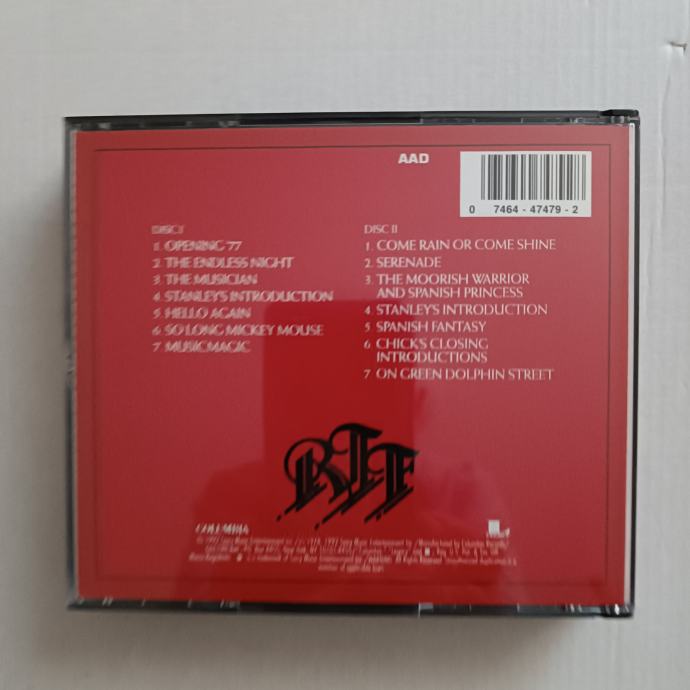 AAD
0 7464-47479-2
DISC I
1. OPENING '77
2. THE ENDLESS NIGHT
3. THE MUSICIAN
4. STANLEY'S INTRODUCTION
5. HELLO AGAIN
6. SO LONG MICKEY MOUSE
7. MUSICMAGIC
DISC II
1. COME RAIN OR COME SHINE
2. SERENADE
3. THE MOORISH WARRIOR
AND SPANISH PRINCESS
4. STANLEY'S INTRODUCTION
5 SPANISH FANTASY
6 CHICK'S CLOSING
INTRODUCTIONS
7 ON GREEN DOLPHIN STREET
RTF
COLUMBIA